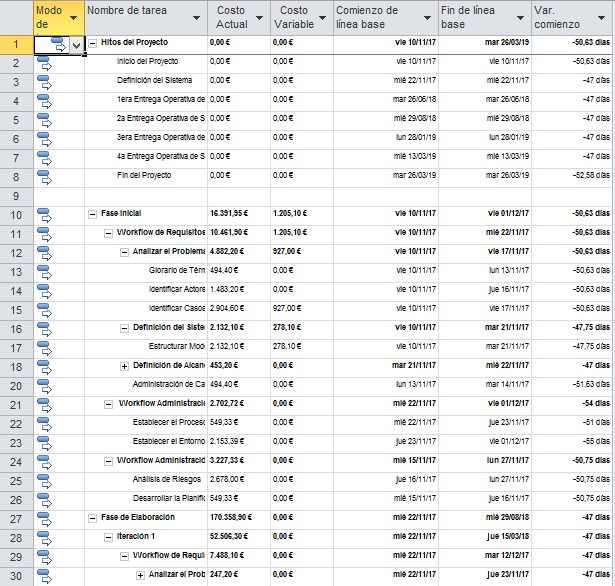 Modo de Nombre de tarea Costo Actual Costo Variable Comienzo de línea base Fin de línea base Var. comienzo
1 Hitos del Proyecto 0,00 € 0,00 € vie 10/11/17 mar 26/03/19 -50,63 días
2 Inicio del Proyecto 0,00 € 0,00 € vie 10/11/17 vie 10/11/17 -50,63 días
3 Definición del Sistema 0,00 € 0,00 € mié 22/11/17 mié 22/11/17 -47 días
4 1era Entrega Operativa de 0,00 € 0,00 € mar 26/06/18 mar 26/06/18 -47 días
5 2a Entrega Operativa de S 0,00 € 0,00 € mié 29/08/18 mié 29/08/18 -47 días
6 3era Entrega Operativa de 0,00 € 0,00 € lun 28/01/19 lun 28/01/19 -47 días
7 4a Entrega Operativa de S 0,00 € 0,00 € mié 13/03/19 mié 13/03/19 -47 días
8 Fin del Proyecto 0,00 € 0,00 € mar 26/03/19 mar 26/03/19 -52,58 días
9
10 Fase Inicial 16.391,95 € 1.205,10 € vie 10/11/17 vie 01/12/17 -50,63 días
11 Workflow de Requisitos 10.461,90 € 1.205,10 € vie 10/11/17 mié 22/11/17 -50,63 días
12 Analizar el Problema 4.882,20 € 927,00 € vie 10/11/17 vie 17/11/17 -50,63 días
13 Glorario de Térm 494,40 € 0,00 € vie 10/11/17 lun 13/11/17 -50,63 días
14 Identificar Actore 1.483,20 € 0,00 € vie 10/11/17 jue 16/11/17 -50,63 días
15 Identificar Casos 2.904,60 € 927,00 € vie 10/11/17 vie 17/11/17 -50,63 días
16 Definición del Siste 2.132,10 € 278,10 € vie 10/11/17 mar 21/11/17 -47,75 días
17 Estructurar Mod 2.132,10 € 278,10 € vie 10/11/17 mar 21/11/17 -47,75 días
18 Definición de Alcan 453,20 € 0,00 € mar 21/11/17 mié 22/11/17 -47 días
20 Administración de Ca 494,40 € 0,00 € lun 13/11/17 mar 14/11/17 -51,63 días
21 Workflow Administraci 2.702,72 € 0,00 € mié 22/11/17 vie 01/12/17 -54 días
22 Establecer el Proceso 549,33 € 0,00 € mié 22/11/17 jue 23/11/17 -51 días
23 Establecer el Entorno 2.153,39 € 0,00 € jue 23/11/17 vie 01/12/17 -55 días
24 Workflow Administraci 3.227,33 € 0,00 € mié 15/11/17 lun 27/11/17 -50,75 días
25 Análisis de Riesgos 2.678,00 € 0,00 € jue 16/11/17 lun 27/11/17 -50,75 días
26 Desarrollar la Planific 549,33 € 0,00 € mié 15/11/17 jue 16/11/17 -50,75 días
27 Fase de Elaboración 170.358,90 € 0,00 € mié 22/11/17 mié 29/08/18 -47 días
28 Iteración 1 52.506,30 € 0,00 € mié 22/11/17 jue 15/03/18 -47 días
29 Workflow de Requi 7.488,10 € 0,00 € mié 22/11/17 mar 12/12/17 -47 días
30 Analizar el Prob 247,20 € 0,00 € mié 22/11/17 jue 23/11/17 -47 días